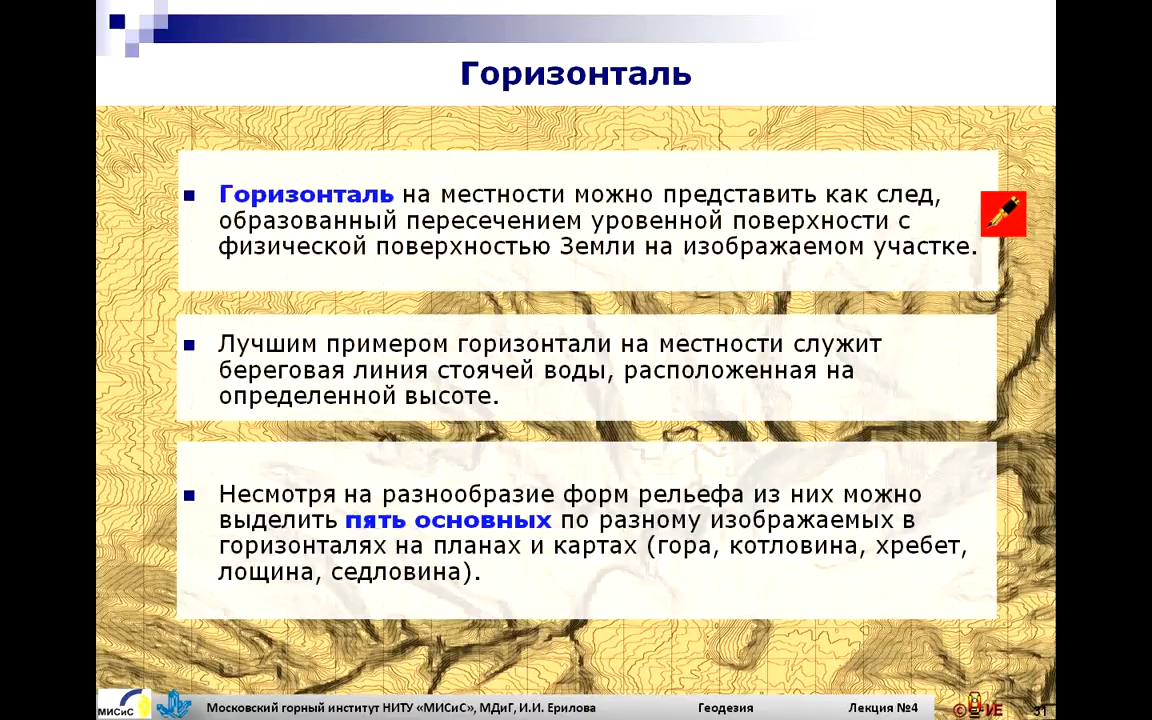 Горизонталь
Горизонталь на местности можно представить как след,
образованный пересечением уровенной поверхности с
физической поверхностью Земли на изображаемом участке.
Лучшим примером горизонтали на местности служит
береговая линия стоячей воды, расположенная на
определенной высоте.
Несмотря на разнообразие форм рельефа из них можно
выделить пять основных по разному изображаемых в
горизонталях на планах и картах (гора, котловина, хребет,
лощина, седловина).
МИСиС Московский горный институт НИТУ «МИСиС», МДиГ, И.И. Ерилова Геодезия Лекция №4 31